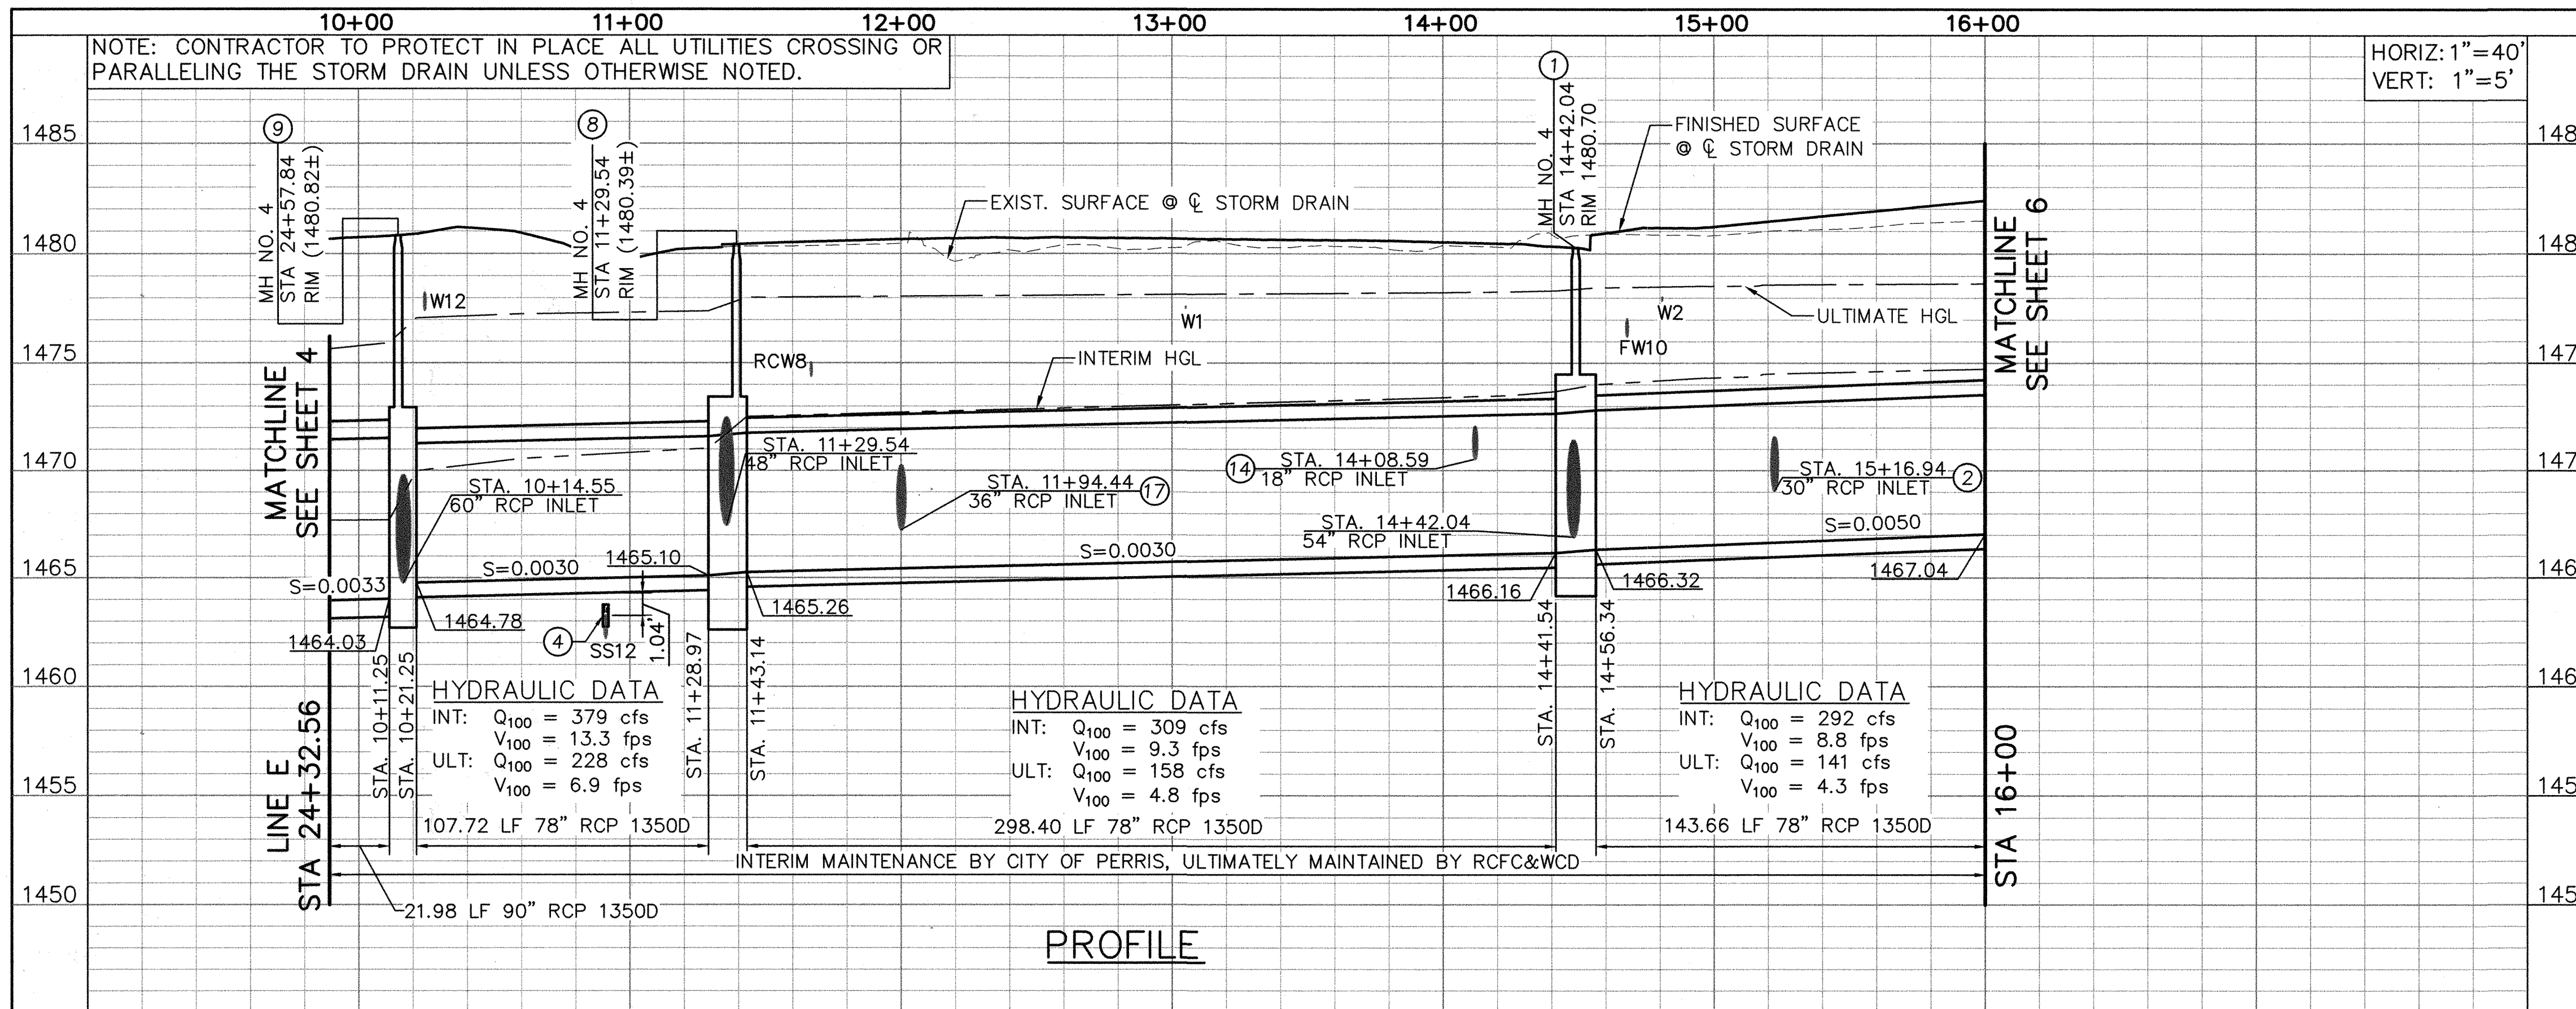 10+00 11+00 12+00 13+00 14+00 15+00 16+00
NOTE: CONTRACTOR TO PROTECT IN PLACE ALL UTILITIES CROSSING OR
PARALLELING THE STORM DRAIN UNLESS OTHERWISE NOTED.
HORIZ: 1"=40'
VERT: 1"=5'
1485
1480
1475
1470
1465
1460
1455
1450
148
148
147
147
146
146
145
145
9
MH NO. 4
STA 24+57.84
RIM (1480.82±)
8
MH NO. 4
STA 11+29.54
RIM (1480.39±)
1
MH NO. 4
STA 14+42.04
RIM 1480.70
FINISHED SURFACE
@ ℄ STORM DRAIN
EXIST. SURFACE @ ℄ STORM DRAIN
MATCHLINE
SEE SHEET 6
MATCHLINE
SEE SHEET 4
W12
W1
W2
FW10
RCW8
ULTIMATE HGL
INTERIM HGL
STA. 10+14.55
60" RCP INLET
STA. 11+29.54
48" RCP INLET
STA. 11+94.44
36" RCP INLET
17
14
STA. 14+08.59
18" RCP INLET
STA. 14+42.04
54" RCP INLET
STA. 15+16.94
30" RCP INLET
2
S=0.0033
S=0.0030
S=0.0030
S=0.0050
1464.03
1464.78
1465.10
1465.26
1466.16
1466.32
1467.04
4
SS12
1.04'
STA. 10+11.25
STA. 10+21.25
STA. 11+28.97
STA. 11+43.14
STA. 14+41.54
STA. 14+56.34
HYDRAULIC DATA
INT: Q100 = 379 cfs
V100 = 13.3 fps
ULT: Q100 = 228 cfs
V100 = 6.9 fps
HYDRAULIC DATA
INT: Q100 = 309 cfs
V100 = 9.3 fps
ULT: Q100 = 158 cfs
V100 = 4.8 fps
HYDRAULIC DATA
INT: Q100 = 292 cfs
V100 = 8.8 fps
ULT: Q100 = 141 cfs
V100 = 4.3 fps
107.72 LF 78" RCP 1350D
298.40 LF 78" RCP 1350D
143.66 LF 78" RCP 1350D
INTERIM MAINTENANCE BY CITY OF PERRIS, ULTIMATELY MAINTAINED BY RCFC&WCD
21.98 LF 90" RCP 1350D
LINE E
STA 24+32.56
STA 16+00
PROFILE